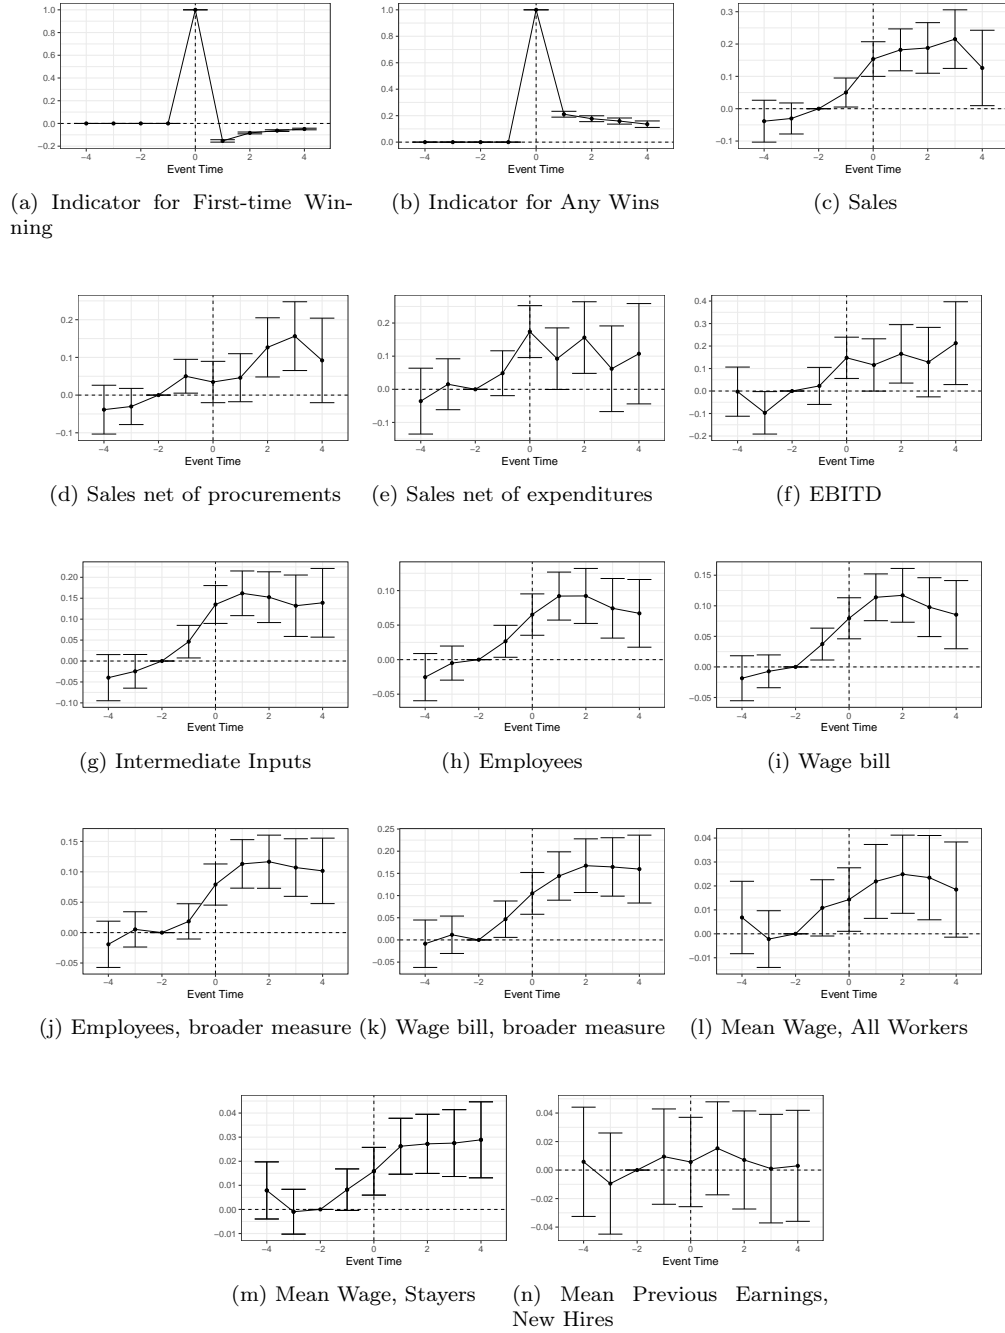 1.0
0.8
0.6
0.4
0.2
0.0
−0.2
−4 −2 0 2 4
Event Time
(a) Indicator for First-time Win-
ning
1.0
0.8
0.6
0.4
0.2
0.0
−4 −2 0 2 4
Event Time
(b) Indicator for Any Wins
0.3
0.2
0.1
0.0
−0.1
−4 −2 0 2 4
Event Time
(c) Sales
0.2
0.1
0.0
−0.1
−4 −2 0 2 4
Event Time
(d) Sales net of procurements
0.2
0.1
0.0
−0.1
−4 −2 0 2 4
Event Time
(e) Sales net of expenditures
0.4
0.3
0.2
0.1
0.0
−0.1
−0.2
−4 −2 0 2 4
Event Time
(f) EBITD
0.20
0.15
0.10
0.05
0.00
−0.05
−0.10
−4 −2 0 2 4
Event Time
(g) Intermediate Inputs
0.10
0.05
0.00
−0.05
−4 −2 0 2 4
Event Time
(h) Employees
0.15
0.10
0.05
0.00
−0.05
−4 −2 0 2 4
Event Time
(i) Wage bill
0.15
0.10
0.05
0.00
−0.05
−4 −2 0 2 4
Event Time
(j) Employees, broader measure
0.25
0.20
0.15
0.10
0.05
0.00
−0.05
−4 −2 0 2 4
Event Time
(k) Wage bill, broader measure
0.04
0.03
0.02
0.01
0.00
−0.01
−4 −2 0 2 4
Event Time
(l) Mean Wage, All Workers
0.04
0.03
0.02
0.01
0.00
−0.01
−4 −2 0 2 4
Event Time
(m) Mean Wage, Stayers
0.04
0.02
0.00
−0.02
−0.04
−4 −2 0 2 4
Event Time
(n) Mean Previous Earnings,
New Hires